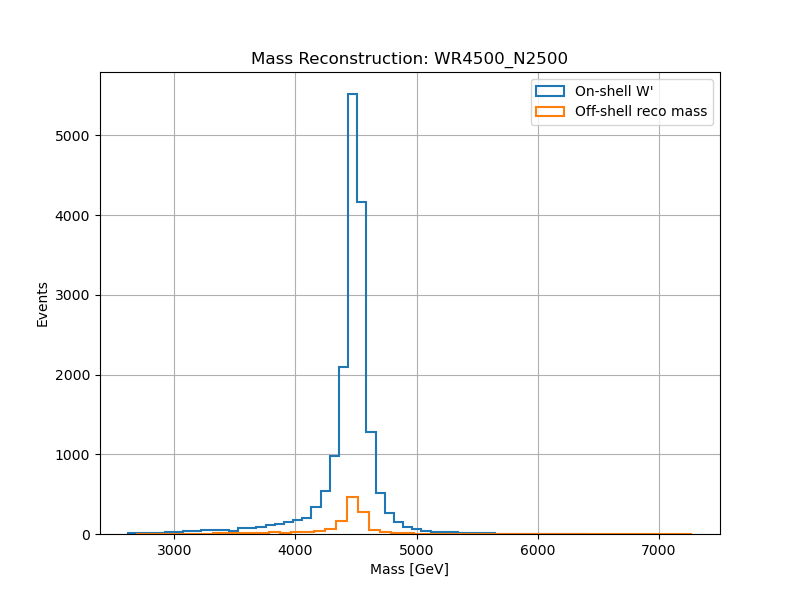 Mass Reconstruction: WR4500_N2500
On-shell W'
Off-shell reco mass
5000
4000
3000
2000
1000
0
Events
3000 4000 5000 6000 7000
Mass [GeV]